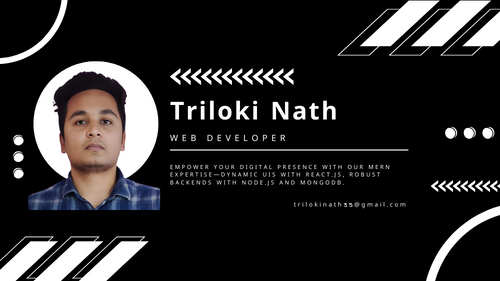 Triloki Nath
WEB DEVELOPER
EMPOWER YOUR DIGITAL PRESENCE WITH OUR MERN
EXPERTISE—DYNAMIC UIS WITH REACT.JS, ROBUST
BACKENDS WITH NODE.JS AND MONGODB.
trilokinath35@gmail.com